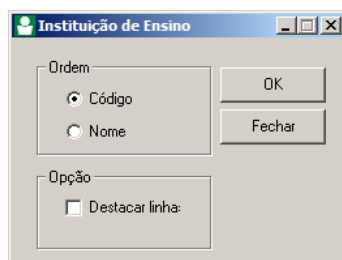 Instituição de Ensino
Ordem
Código
Nome
OK
Fechar
Opção
Destacar linha: